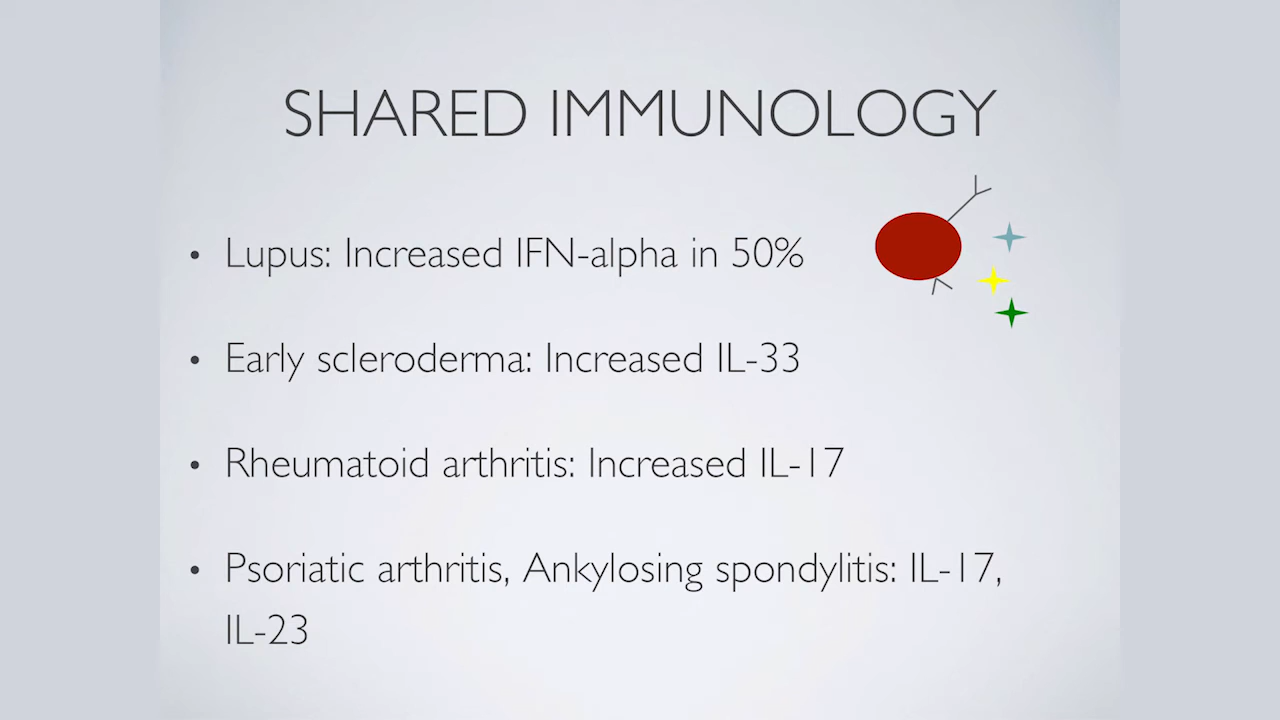 SHARED IMMUNOLOGY
• Lupus: Increased IFN-alpha in 50%
• Early scleroderma: Increased IL-33
• Rheumatoid arthritis: Increased IL-17
• Psoriatic arthritis, Ankylosing spondylitis: IL-17,
IL-23